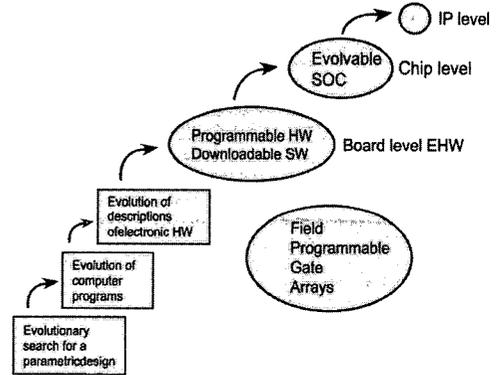 IP level
Evolvable
SOC
Chip level
Programmable HW
Downloadable SW
Board level EHW
Evolution of
descriptions
ofelectronic HW
Field
Programmable
Gate
Arrays
Evolution of
computer
programs
Evolutionary
search for a
parametricdesign